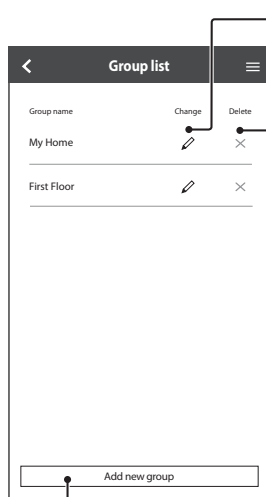 Group list
Group name Change Delete
My Home
First Floor
Add new group